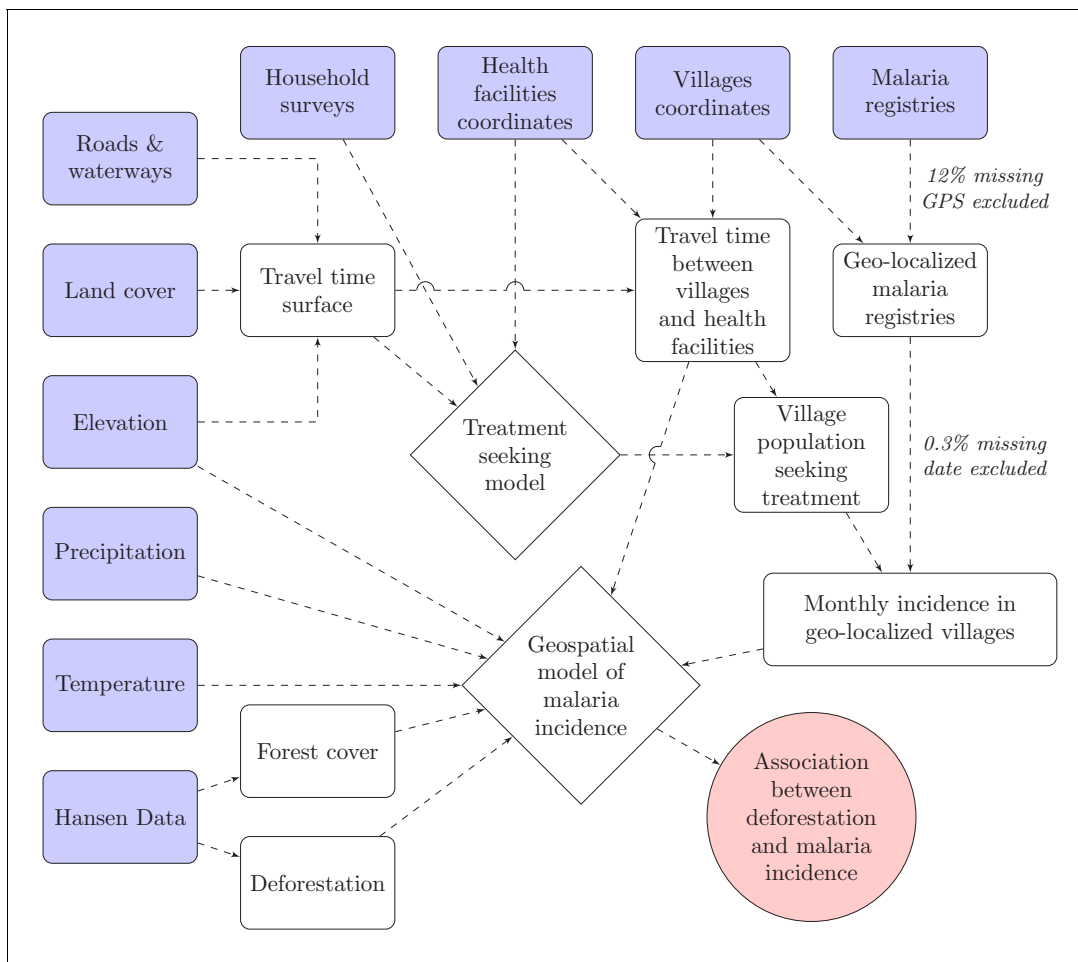 Household
surveys
Health
facilities
coordinates
Villages
coordinates
Malaria
registries
Roads &
waterways
12% missing
GPS excluded
Land cover
Travel time
surface
Travel time
between
villages
and health
facilities
Geo-localized
malaria
registries
Elevation
Treatment
seeking
model
Village
population
seeking
treatment
0.3% missing
date excluded
Precipitation
Monthly incidence in
geo-localized villages
Temperature
Geospatial
model of
malaria
incidence
Forest cover
Hansen Data
Deforestation
Association
between
deforestation
and malaria
incidence